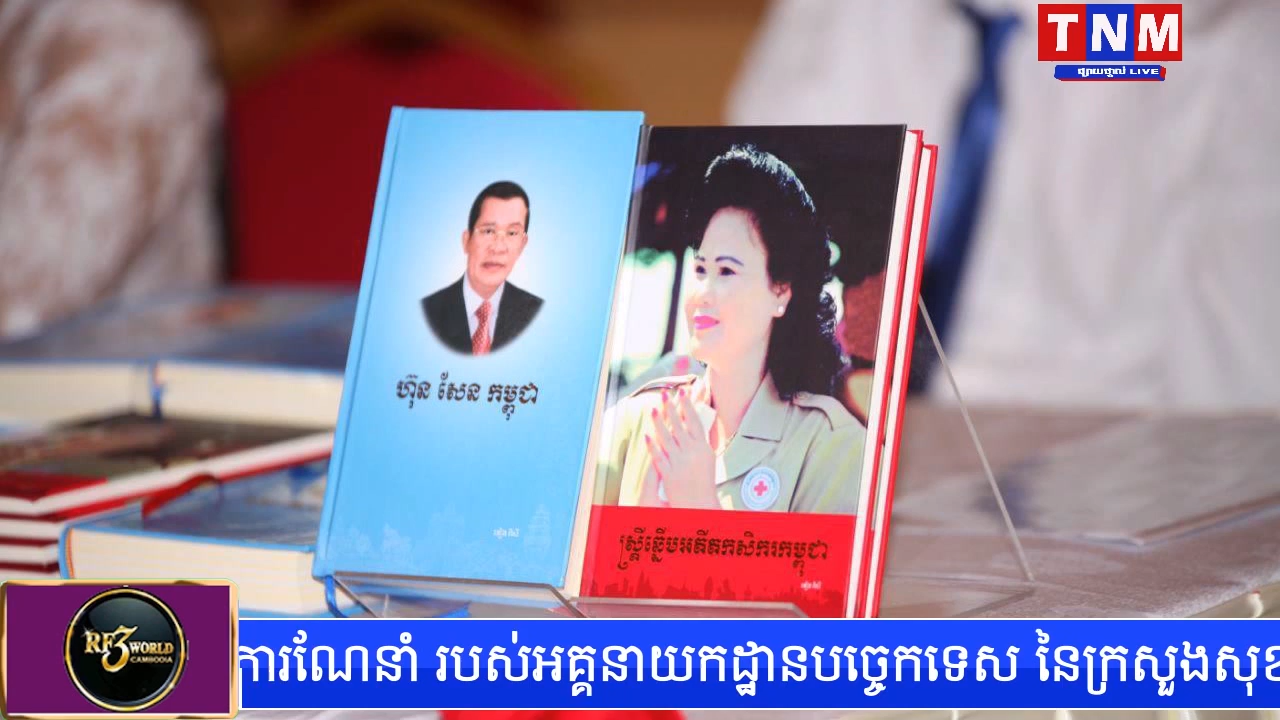 TNM
ផ្សាយផ្ទាល់ LIVE
ហ៊ុន សែន កម្ពុជា
ស្ត្រីឆ្នើមអតីតកសិករកម្ពុជា
RF3 WORLD
CAMBODIA
ការណែនាំ របស់អគ្គនាយកដ្ឋានបច្ចេកទេស នៃក្រសួងសុខ